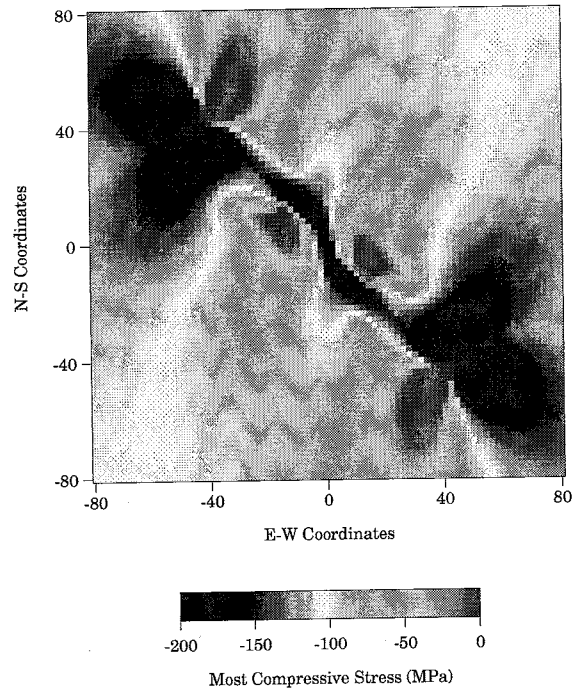 80
40
0
-40
-80
N-S Coordinates
-80 -40 0 40 80
E-W Coordinates
-200 -150 -100 -50 0
Most Compressive Stress (MPa)